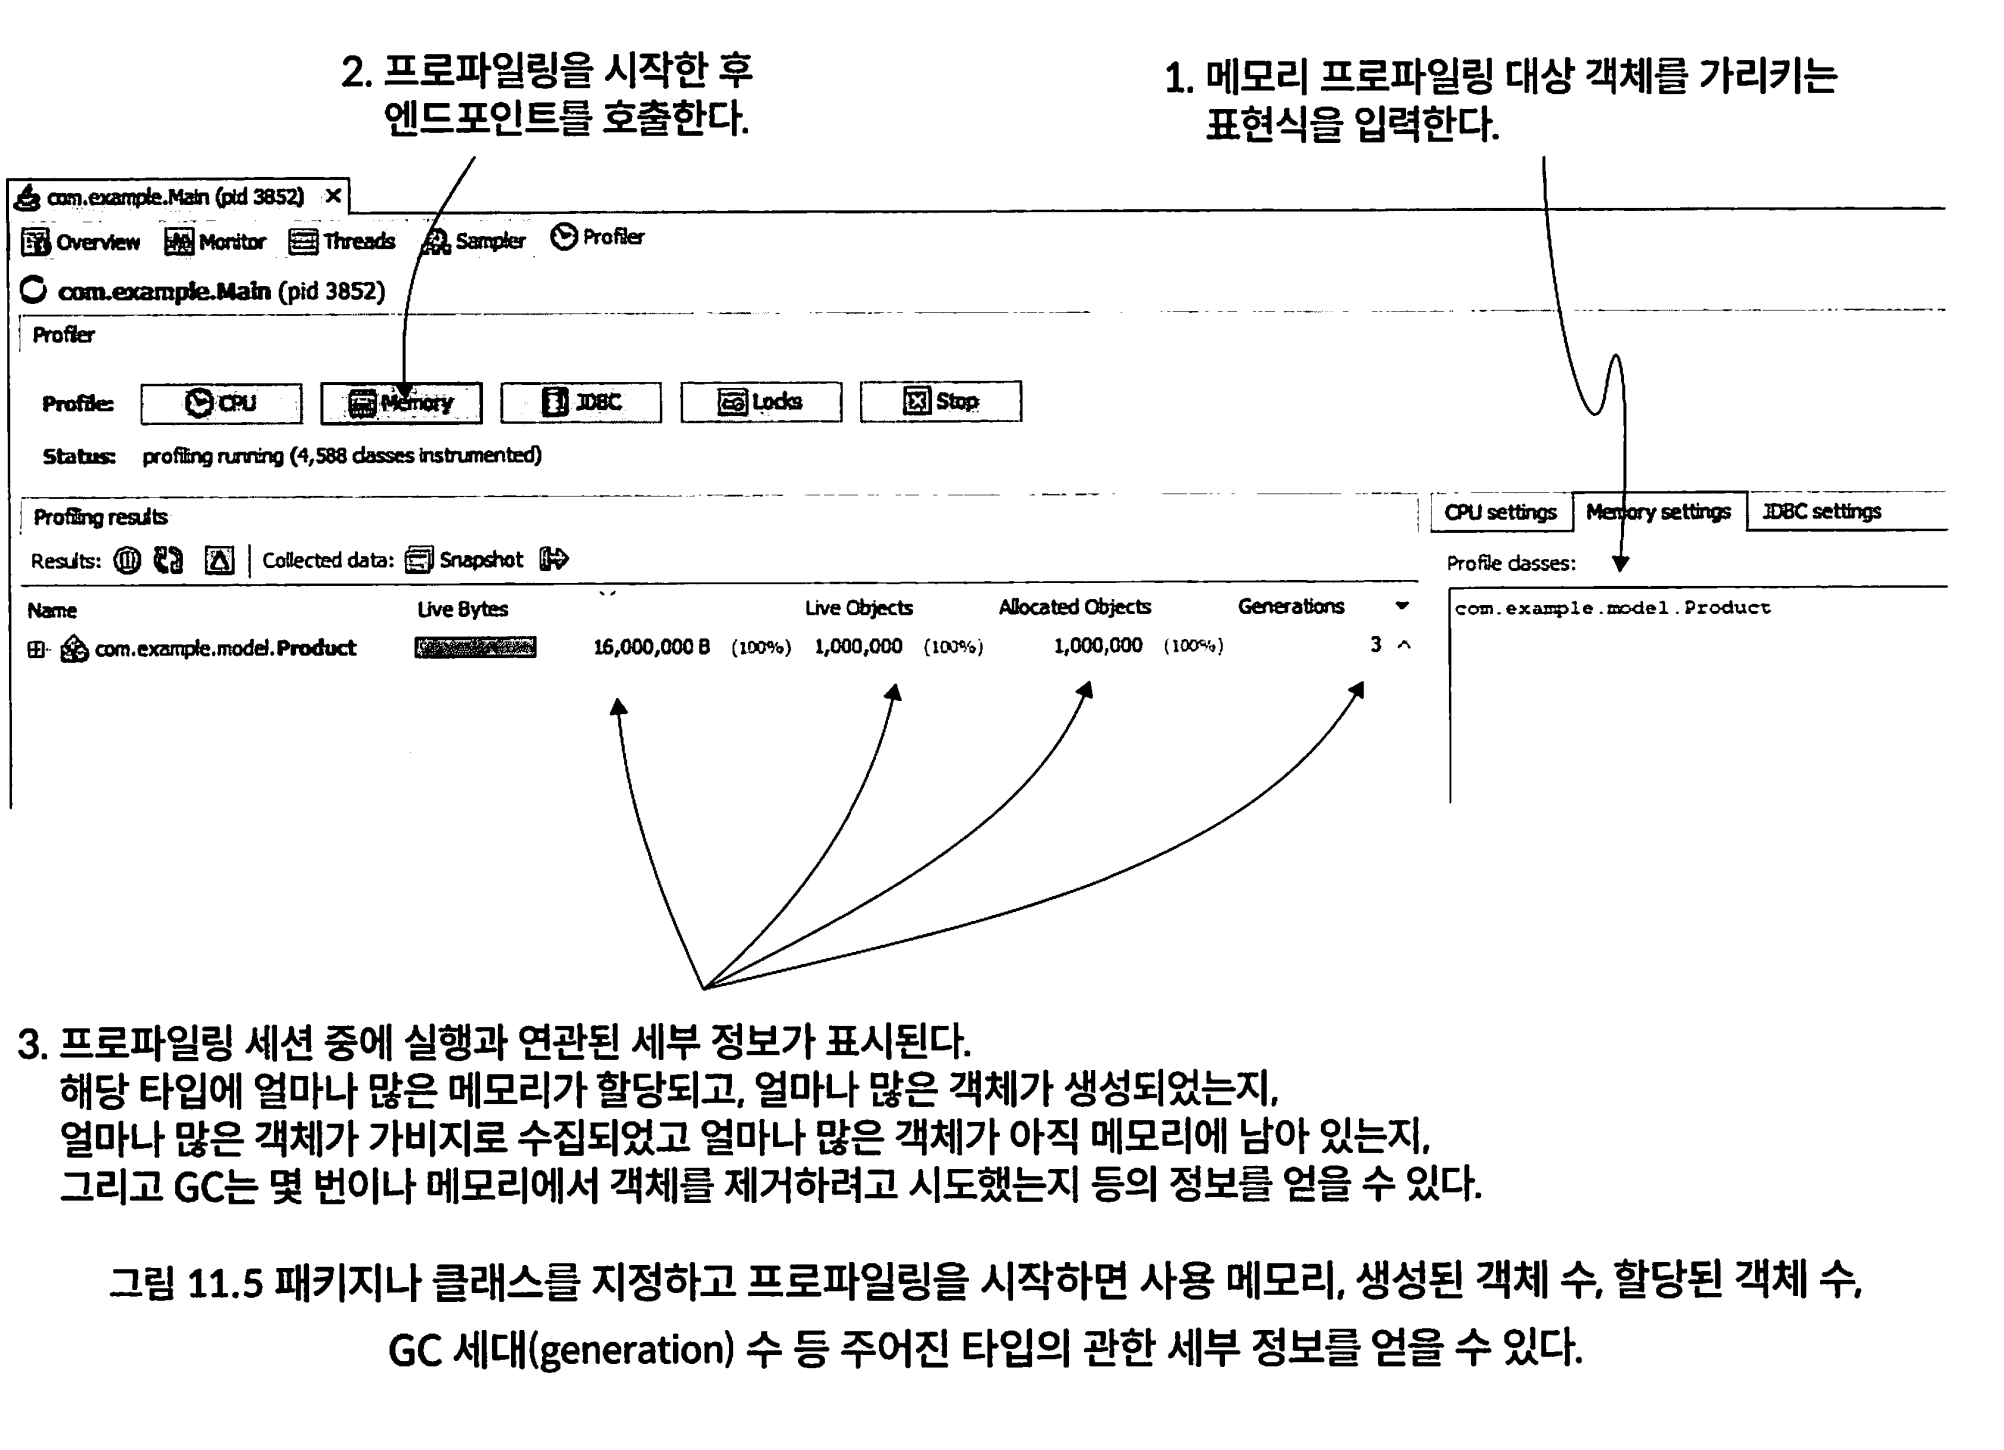 2. 프로파일링을 시작한 후
엔드포인트를 호출한다.
1. 메모리 프로파일링 대상 객체를 가리키는
표현식을 입력한다.
com.example.Main (pid 3852)
Overview Monitor Threads Sampler Profiler
com.example.Main (pid 3852)
Profiler
Profile: CPU Memory JDBC Locks Stop
Status: profiling running (4,588 classes instrumented)
Profiling results
CPU settings Memory settings JDBC settings
Results: Collected data: Snapshot
Profile classes:
Name Live Bytes Live Objects Allocated Objects Generations
com.example.model.Product
com.example.model.Product 16,000,000 B (100%) 1,000,000 (100%) 1,000,000 (100%) 3
3. 프로파일링 세션 중에 실행과 연관된 세부 정보가 표시된다.
해당 타입에 얼마나 많은 메모리가 할당되고, 얼마나 많은 객체가 생성되었는지,
얼마나 많은 객체가 가비지로 수집되었고 얼마나 많은 객체가 아직 메모리에 남아 있는지,
그리고 GC는 몇 번이나 메모리에서 객체를 제거하려고 시도했는지 등의 정보를 얻을 수 있다.
그림 11.5 패키지나 클래스를 지정하고 프로파일링을 시작하면 사용 메모리, 생성된 객체 수, 할당된 객체 수,
GC 세대(generation) 수 등 주어진 타입의 관한 세부 정보를 얻을 수 있다.